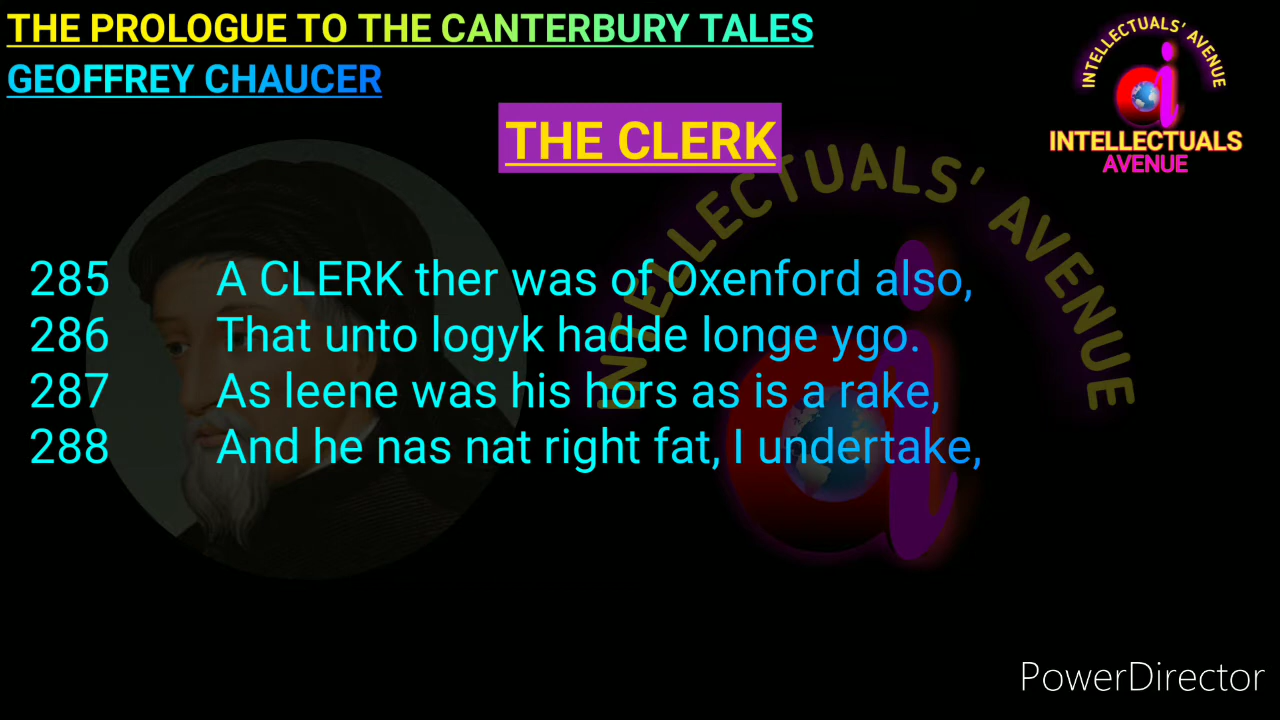 THE PROLOGUE TO THE CANTERBURY TALES
GEOFFREY CHAUCER
INTELLECTUALS' AVENUE
INTELLECTUALS
AVENUE
THE CLERK
INTELLECTUALS' AVENUE
285 A CLERK ther was of Oxenford also,
286 That unto logyk hadde longe ygo.
287 As leene was his hors as is a rake,
288 And he nas nat right fat, I undertake,
PowerDirector